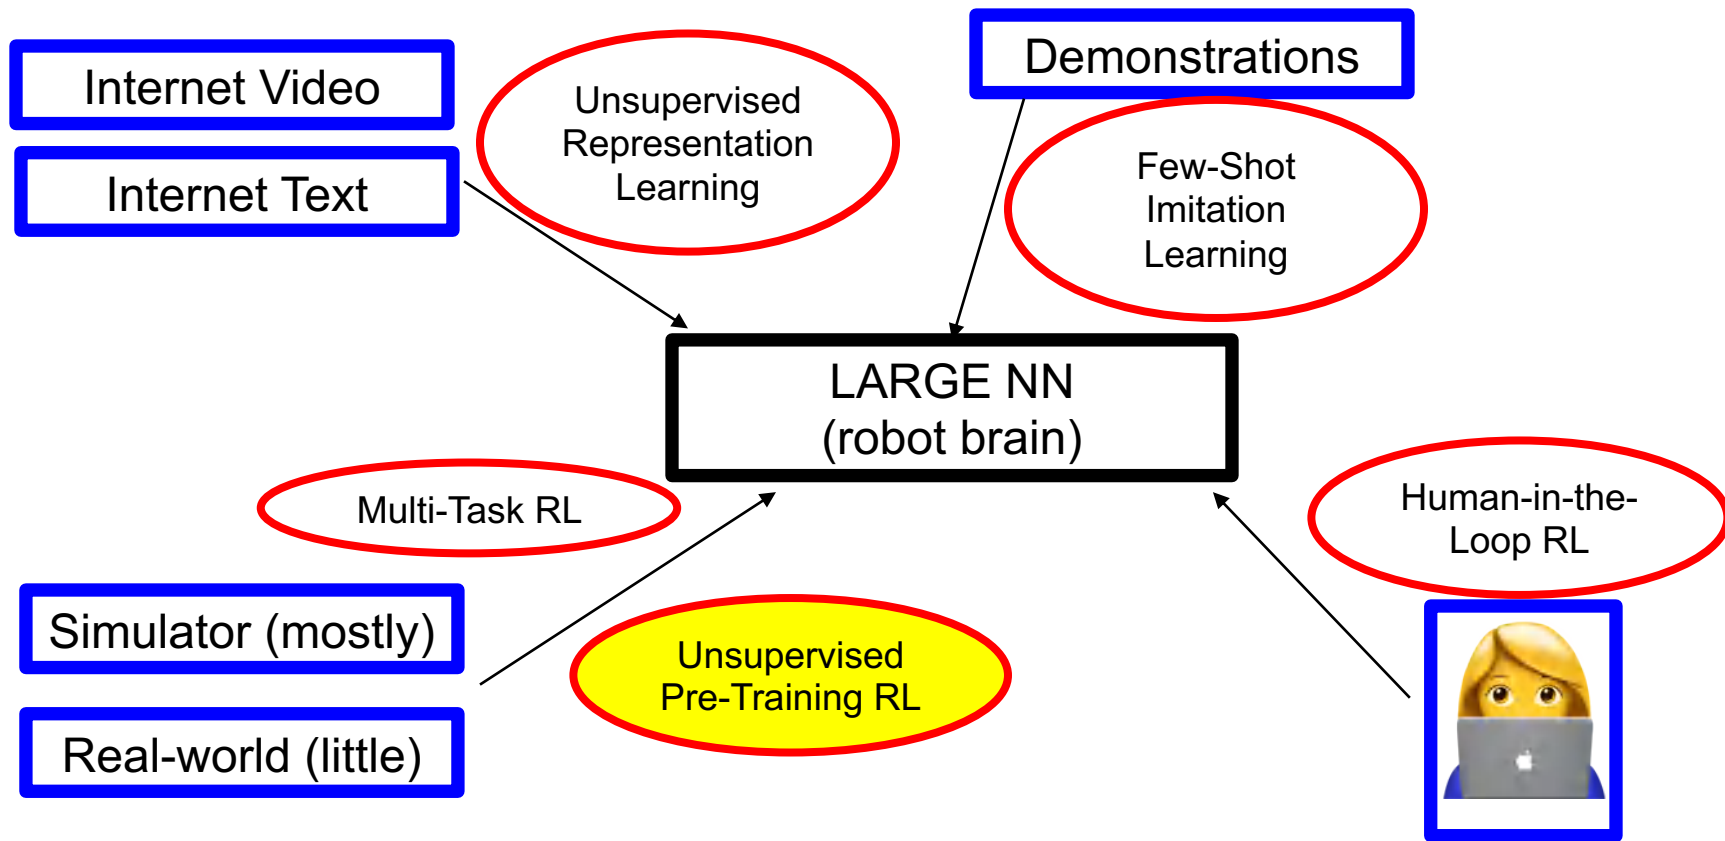 Internet Video
Internet Text
Unsupervised
Representation
Learning
Demonstrations
Few-Shot
Imitation
Learning
LARGE NN
(robot brain)
Multi-Task RL
Human-in-the-
Loop RL
Simulator (mostly)
Real-world (little)
Unsupervised
Pre-Training RL